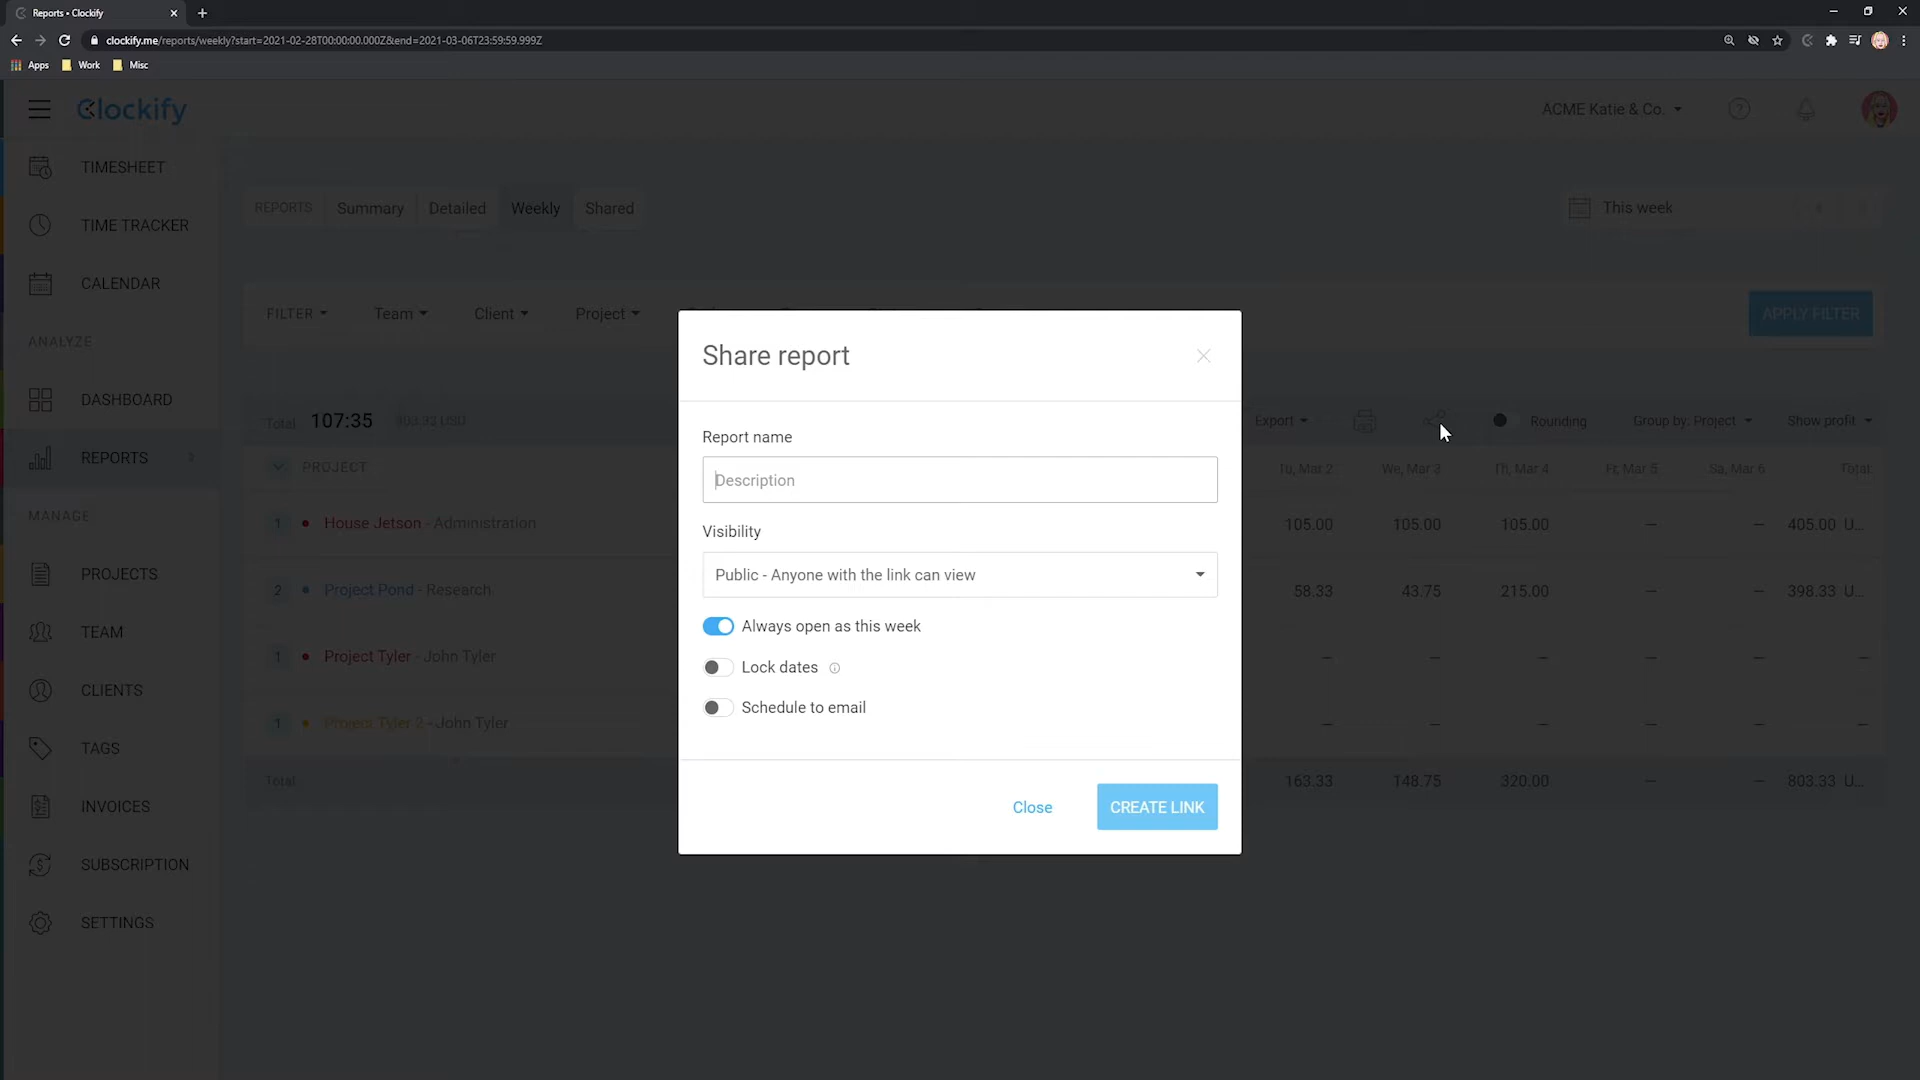 Reports • Clockify
clockify.me/reports/weekly?start=2021-02-28T00:00:00.000Z&end=2021-03-06T23:59:59.999Z
Apps
Work
Misc
Clockify
ACME Katie & Co.
TIMESHEET
TIME TRACKER
CALENDAR
ANALYZE
DASHBOARD
REPORTS
MANAGE
PROJECTS
TEAM
CLIENTS
TAGS
INVOICES
SUBSCRIPTION
SETTINGS
REPORTS Summary Detailed Weekly Shared
This week
FILTER Team Client Project
APPLY FILTER
Total 107:35 803.33 USD
Export
Rounding
Group by: Project
Show profit
PROJECT
Tu, Mar 2 We, Mar 3 Th, Mar 4 Fr, Mar 5 Sa, Mar 6 Total
1 House Jetson - Administration
105.00 105.00 105.00 — — 405.00 U...
2 Project Pond - Research
58.33 43.75 215.00 — — 398.33 U...
1 Project Tyler - John Tyler
— — — — — —
1 Project Tyler 2 - John Tyler
— — — — — —
Total
163.33 148.75 320.00 — — 803.33 U...
Share report
Report name
Description
Visibility
Public - Anyone with the link can view
Always open as this week
Lock dates
Schedule to email
Close
CREATE LINK